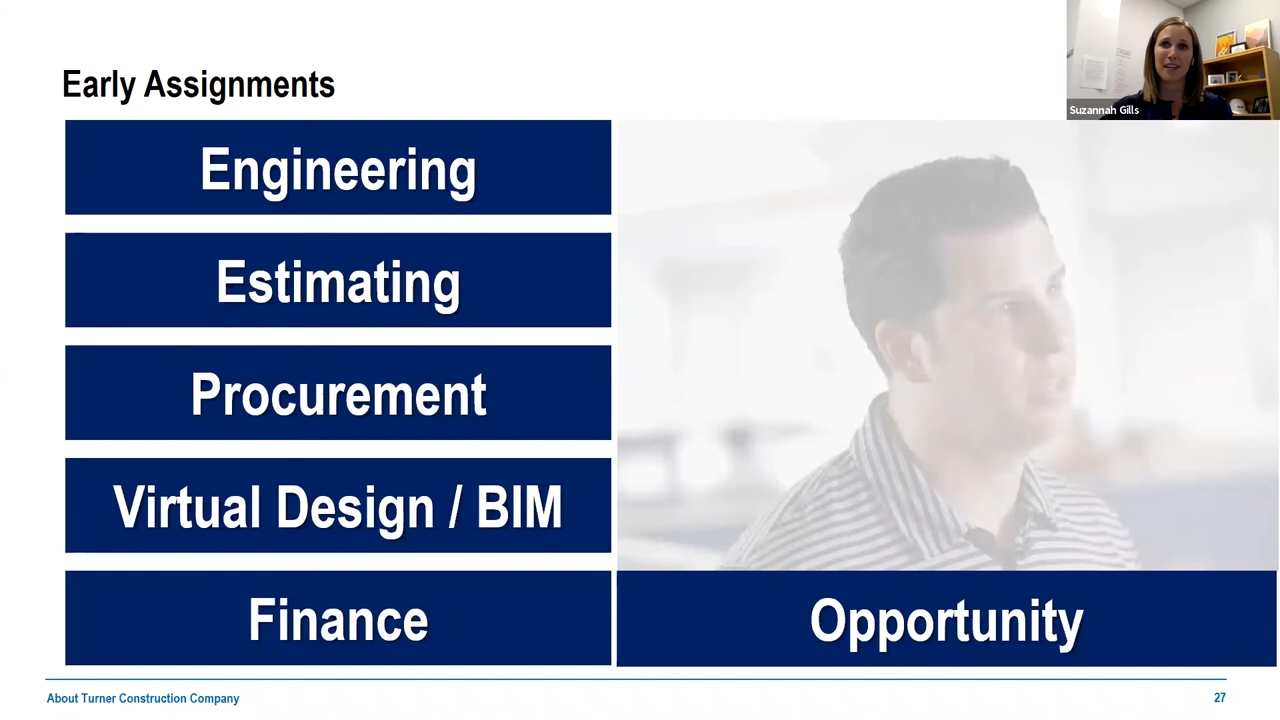 Early Assignments
Suzannah Gills
Engineering
Estimating
Procurement
Virtual Design / BIM
Finance
Opportunity
About Turner Construction Company
27